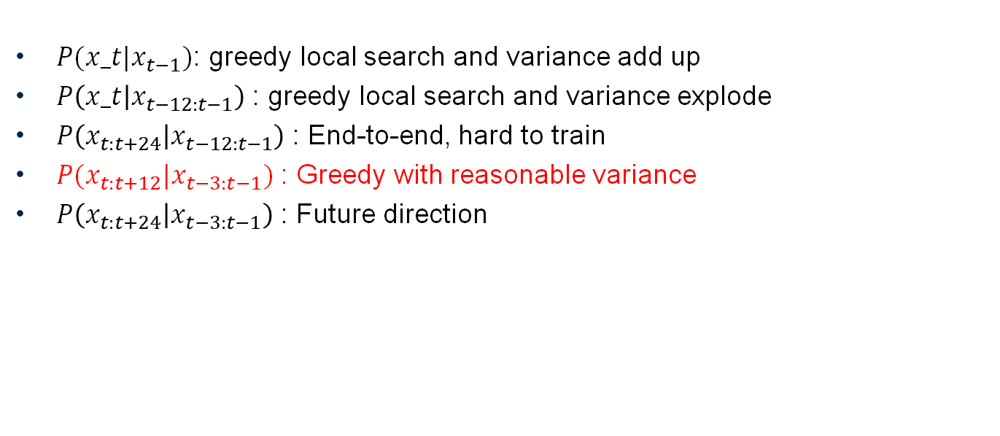 • P(x_t|x_{t−1}): greedy local search and variance add up
• P(x_t|x_{t−12:t−1}) : greedy local search and variance explode
• P(x_{t:t+24}|x_{t−12:t−1}) : End-to-end, hard to train
• P(x_{t:t+12}|x_{t−3:t−1}) : Greedy with reasonable variance
• P(x_{t:t+24}|x_{t−3:t−1}) : Future direction